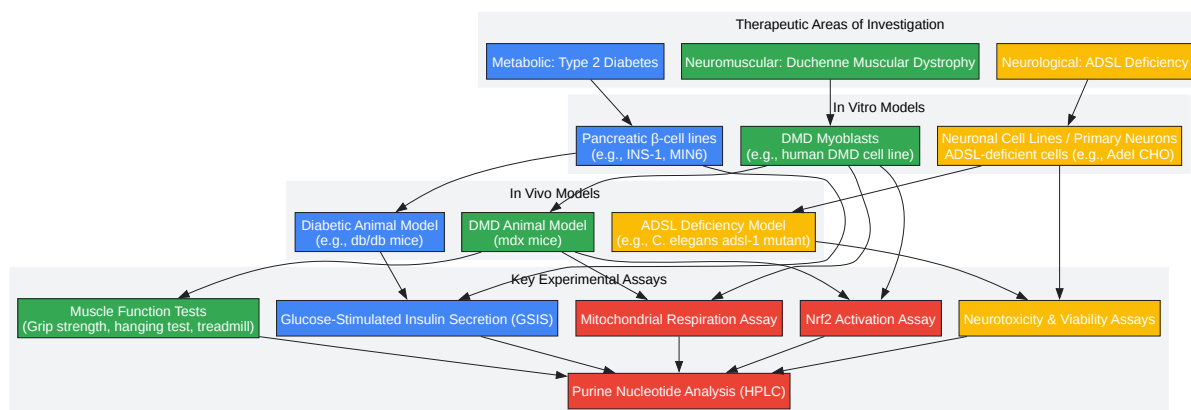 Therapeutic Areas of Investigation
Metabolic: Type 2 Diabetes
Neuromuscular: Duchenne Muscular Dystrophy
Neurological: ADSL Deficiency
In Vitro Models
Pancreatic β-cell lines
(e.g., INS-1, MIN6)
DMD Myoblasts
(e.g., human DMD cell line)
Neuronal Cell Lines / Primary Neurons
ADSL-deficient cells (e.g., Adel CHO)
In Vivo Models
Diabetic Animal Model
(e.g., db/db mice)
DMD Animal Model
(mdx mice)
ADSL Deficiency Model
(e.g., C. elegans adsl-1 mutant)
Key Experimental Assays
Muscle Function Tests
(Grip strength, hanging test, treadmill)
Glucose-Stimulated Insulin Secretion (GSIS)
Mitochondrial Respiration Assay
Nrf2 Activation Assay
Neurotoxicity & Viability Assays
Purine Nucleotide Analysis (HPLC)